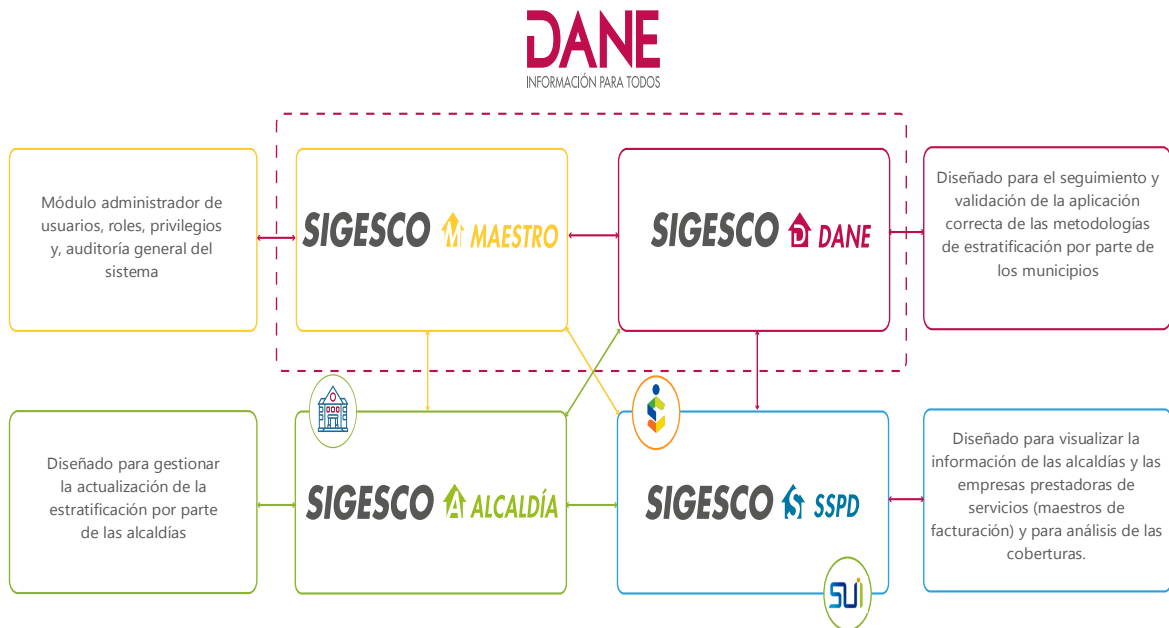 DANE
INFORMACIÓN PARA TODOS
Módulo administrador de
usuarios, roles, privilegios
y, auditoría general del
sistema
SIGESCO M MAESTRO
SIGESCO D DANE
Diseñado para el seguimiento y
validación de la aplicación
correcta de las metodologías
de estratificación por parte de
los municipios
Diseñado para gestionar
la actualización de la
estratificación por parte
de las alcaldías
SIGESCO A ALCALDÍA
SIGESCO S SSPD
sui
Diseñado para visualizar la
información de las alcaldías y las
empresas prestadoras de
servicios (maestros de
facturación) y para análisis de las
coberturas.